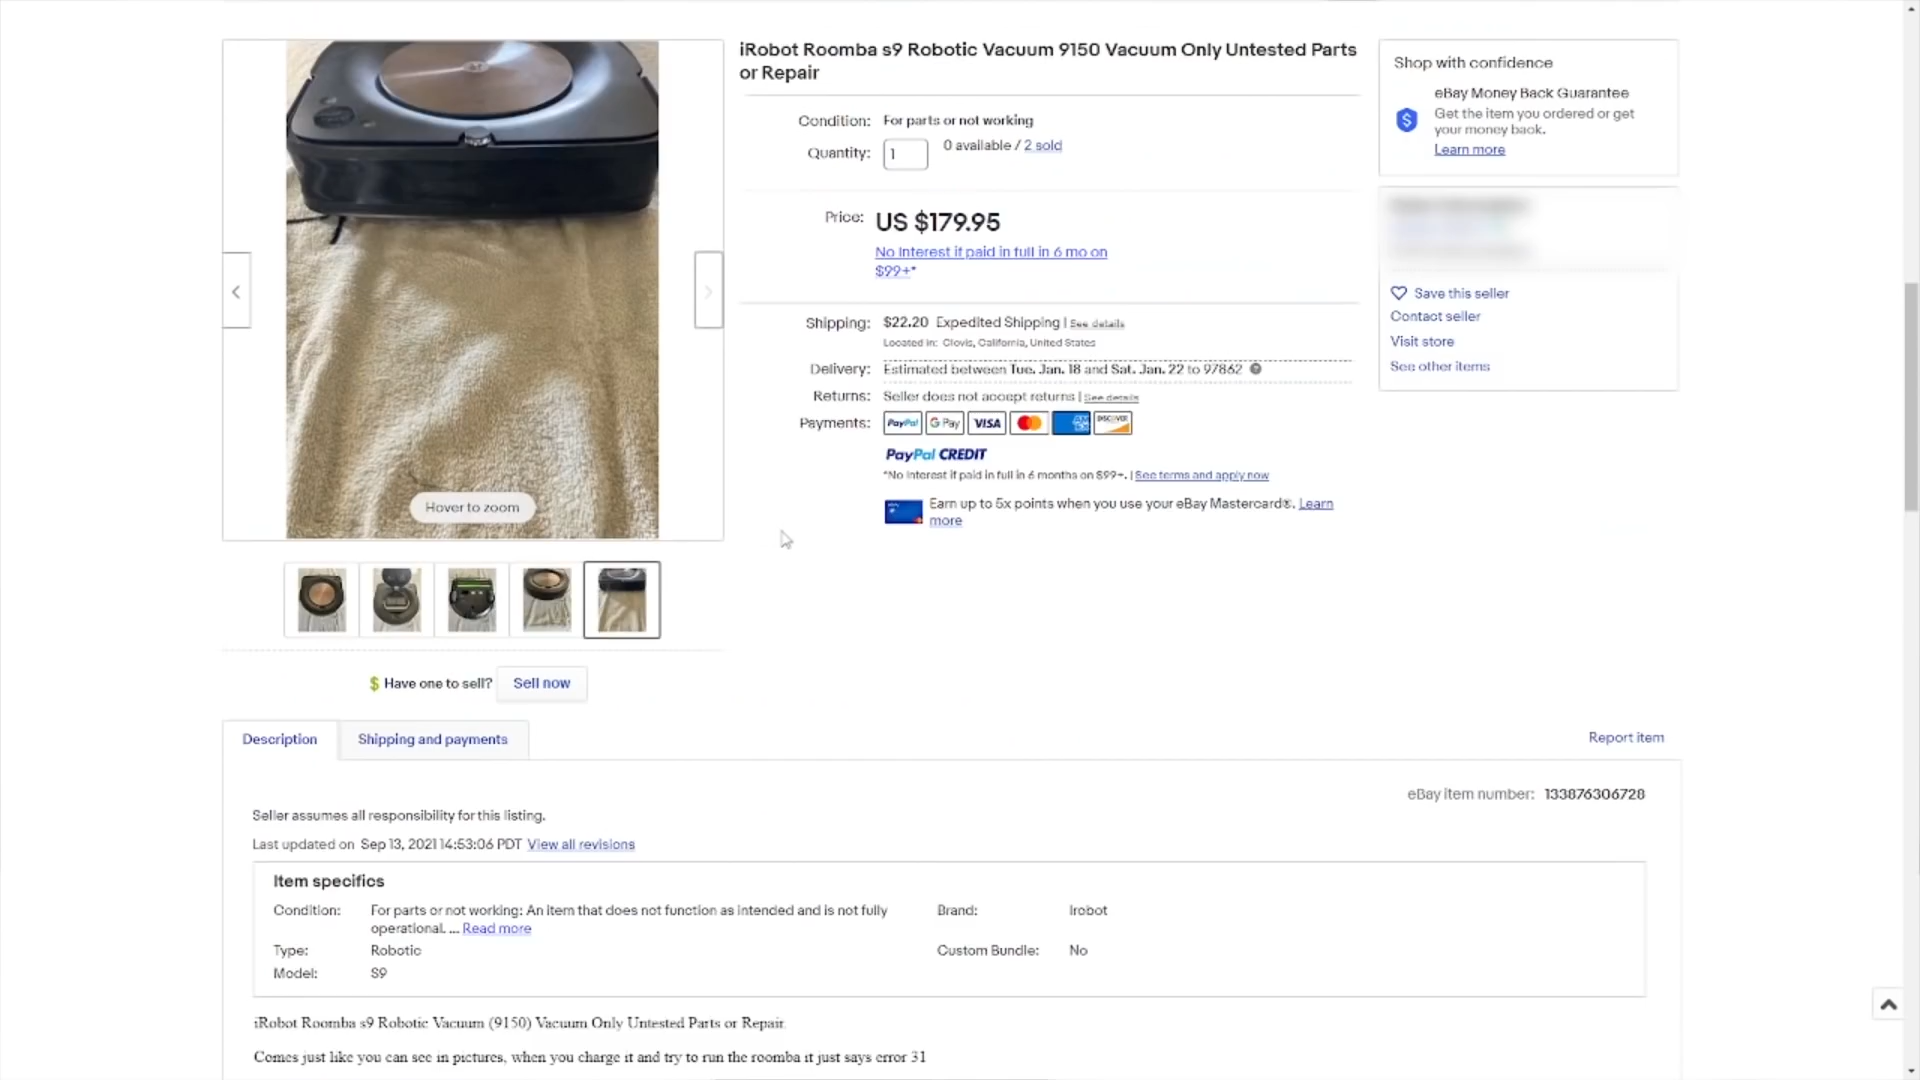 iRobot Roomba s9 Robotic Vacuum 9150 Vacuum Only Untested Parts
or Repair
Condition: For parts or not working
Quantity: 1 0 available / 2 sold
Price: US $179.95
No Interest if paid in full in 6 mo on
$99+*
Shipping: $22.20 Expedited Shipping | See details
Located in: Clovis, California, United States
Delivery: Estimated between Tue. Jan. 18 and Sat. Jan. 22 to 97862
Returns: Seller does not accept returns | See details
Payments: PayPal G Pay VISA DISCOVER
PayPal CREDIT
*No Interest if paid in full in 6 months on $99+. | See terms and apply now
Earn up to 5x points when you use your eBay Mastercard®. Learn
more
Shop with confidence
eBay Money Back Guarantee
Get the item you ordered or get
your money back.
Learn more
Save this seller
Contact seller
Visit store
See other items
Hover to zoom
$ Have one to sell? Sell now
Description Shipping and payments Report item
eBay item number: 133876306728
Seller assumes all responsibility for this listing.
Last updated on Sep 13, 2021 14:53:06 PDT View all revisions
Item specifics
Condition: For parts or not working: An item that does not function as intended and is not fully
operational. ... Read more
Brand: Irobot
Type: Robotic
Custom Bundle: No
Model: S9
iRobot Roomba s9 Robotic Vacuum (9150) Vacuum Only Untested Parts or Repair
Comes just like you can see in pictures, when you charge it and try to run the roomba it just says error 31